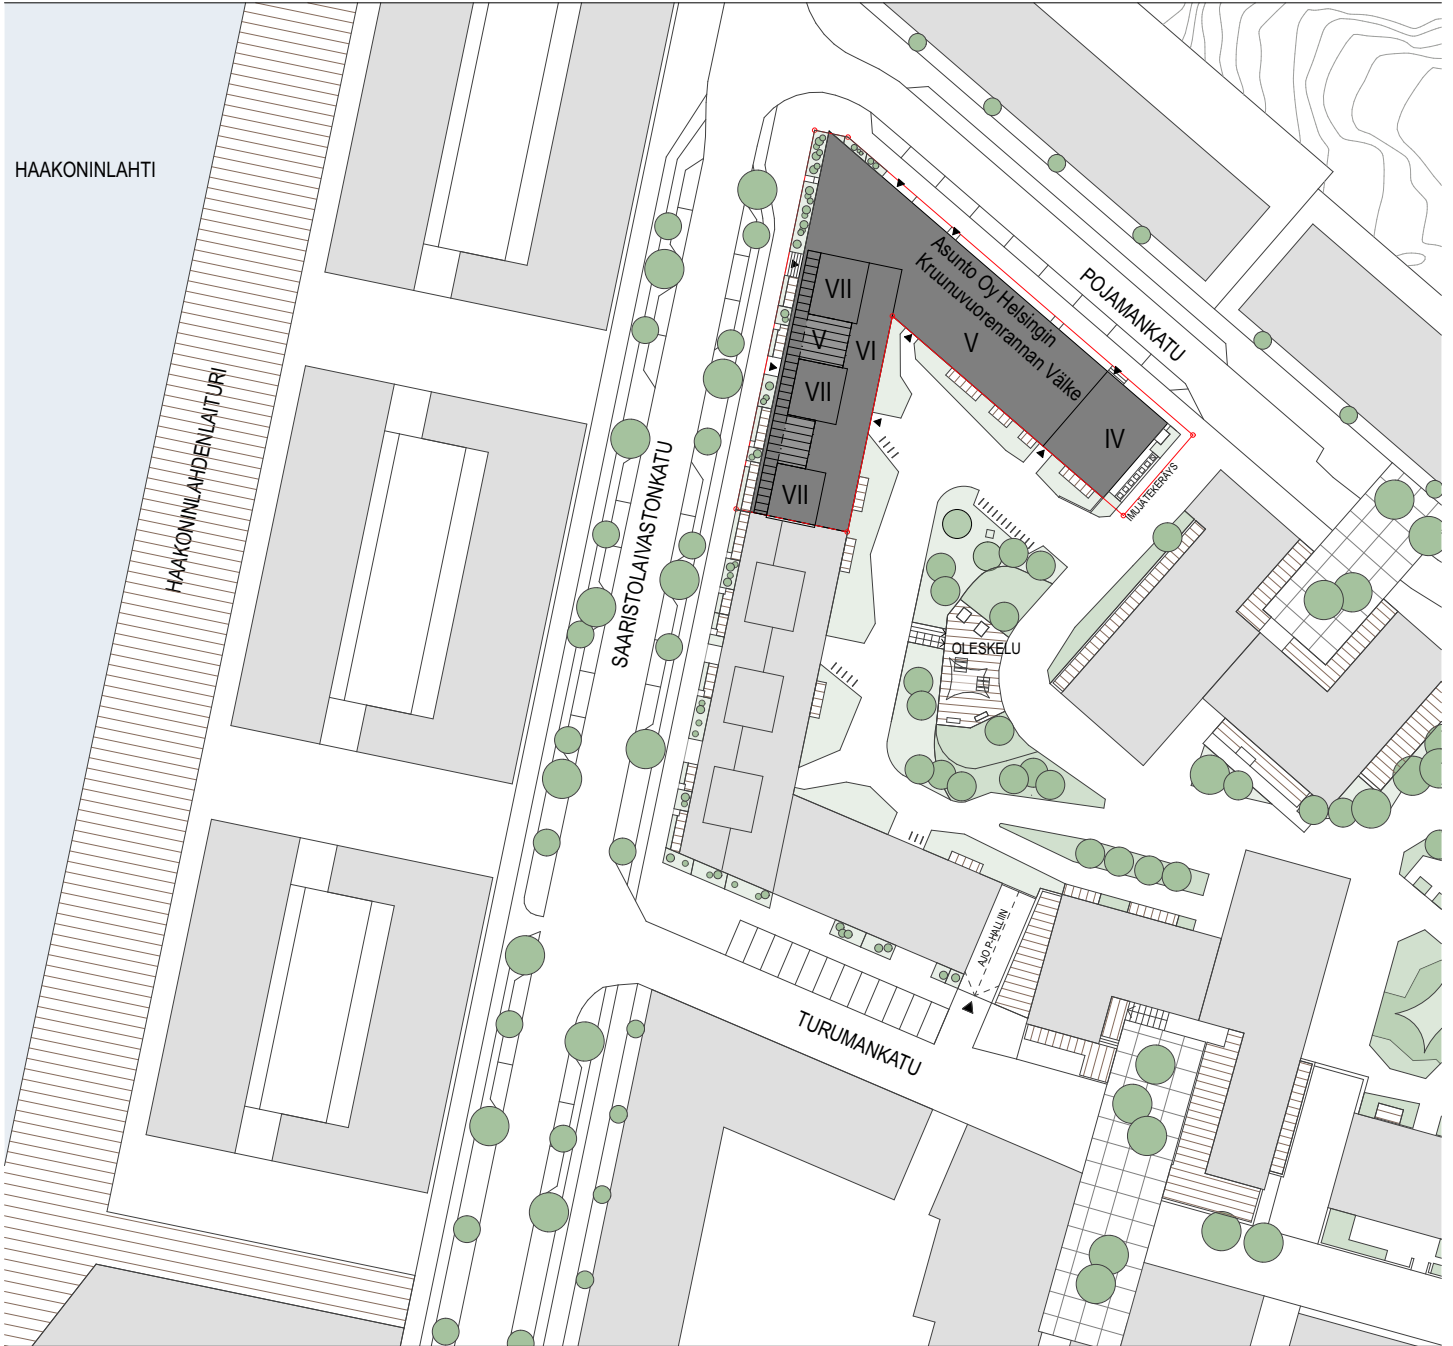 HAAKONINLAHTI
HAAKONINLAHDENLAITURI
SAARISTOLAIVASTONKATU
POJAMANKATU
Asunto Oy Helsingin
Kruunuvuorenrannan Välke
VII
V
VI
V
VII
IV
VII
IMUJÄTEKERÄYS
OLESKELU
AJO P-HALLIIN
TURUMANKATU